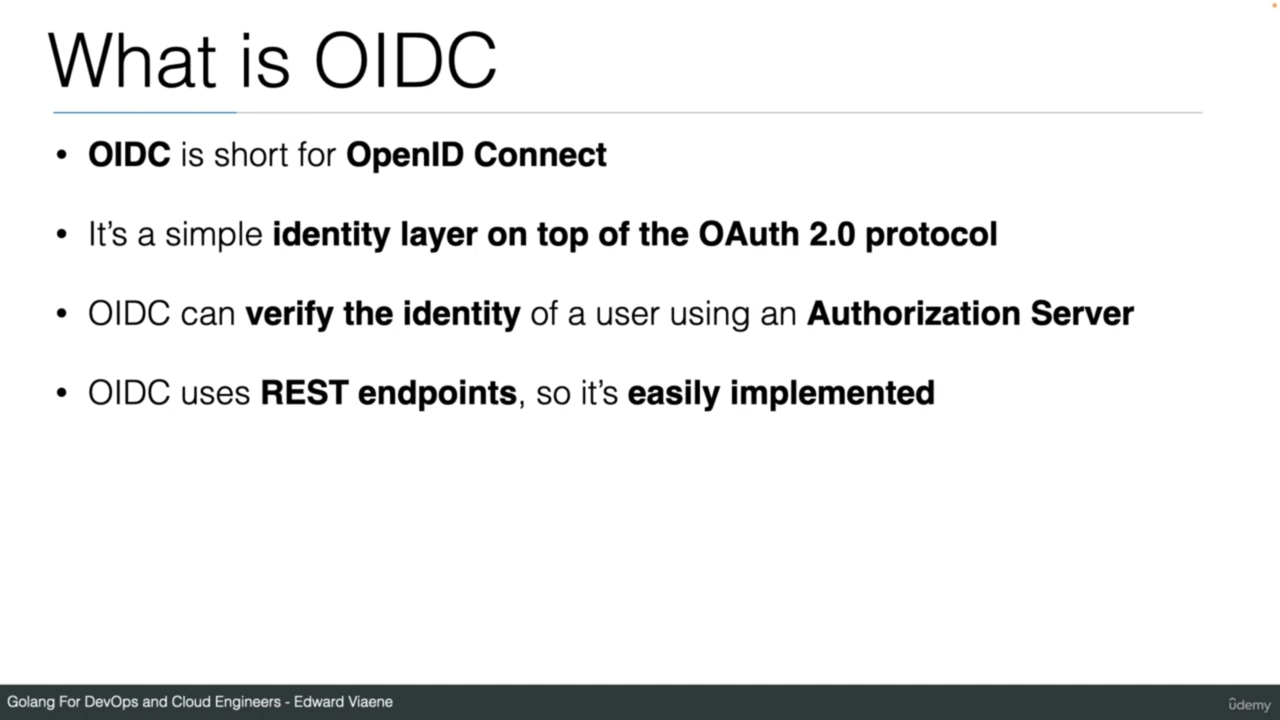 What is OIDC
• OIDC is short for OpenID Connect
• It's a simple identity layer on top of the OAuth 2.0 protocol
• OIDC can verify the identity of a user using an Authorization Server
• OIDC uses REST endpoints, so it's easily implemented
Golang For DevOps and Cloud Engineers - Edward Viaene
ûdemy